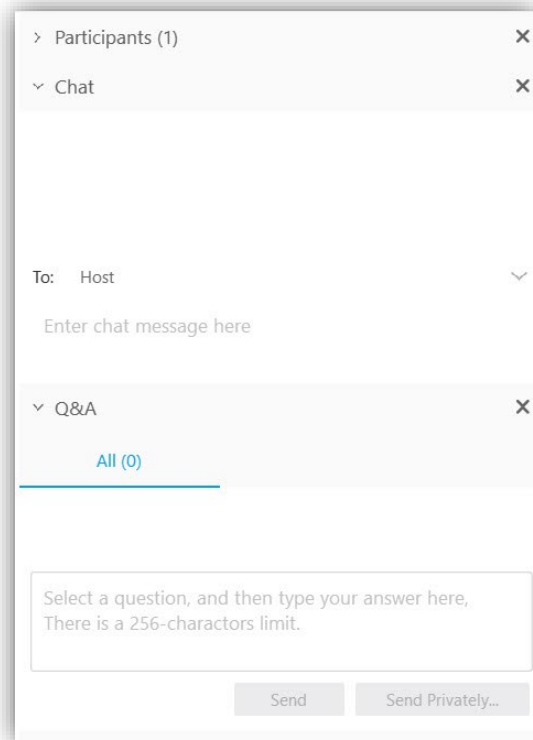 Participants (1)
Chat
To: Host
Enter chat message here
Q&A
All (0)
Select a question, and then type your answer here,
There is a 256-charactors limit.
Send Send Privately...